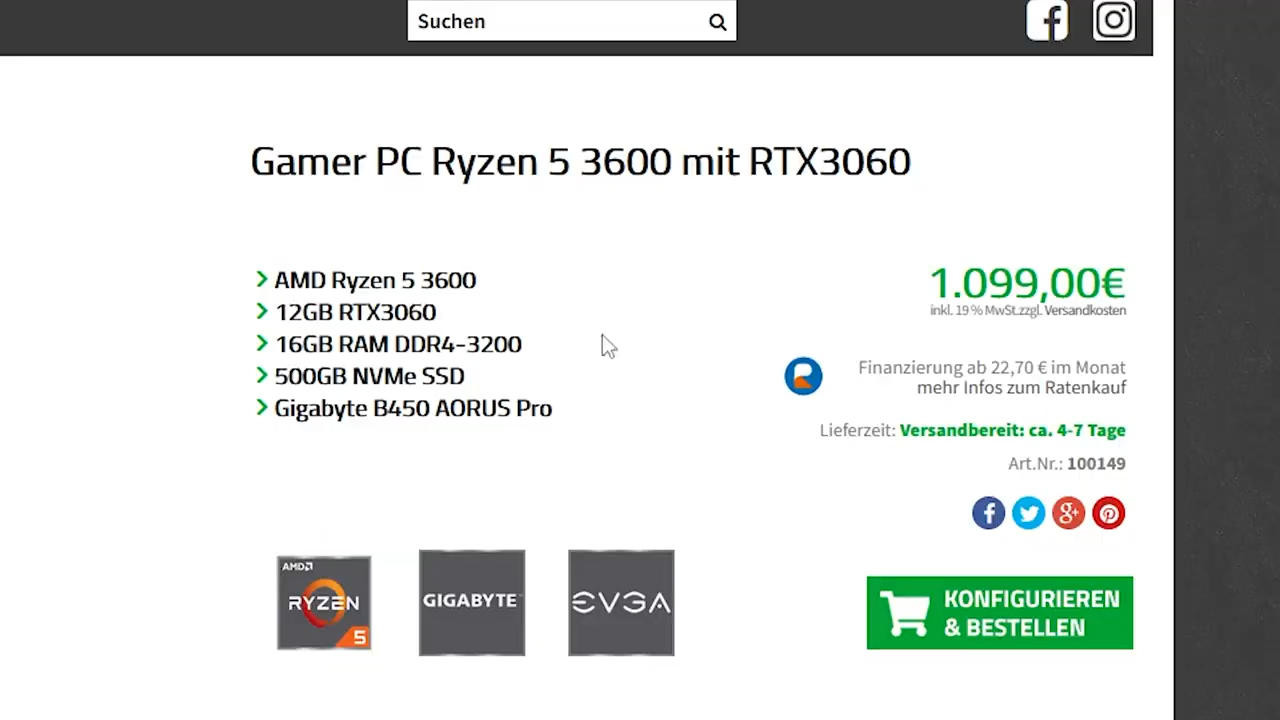 Suchen
Gamer PC Ryzen 5 3600 mit RTX3060
AMD Ryzen 5 3600
12GB RTX3060
16GB RAM DDR4-3200
500GB NVMe SSD
Gigabyte B450 AORUS Pro
1.099,00€
inkl. 19 % MwSt.zzgl. Versandkosten
Finanzierung ab 22,70 € im Monat
mehr Infos zum Ratenkauf
Lieferzeit: Versandbereit: ca. 4-7 Tage
Art.Nr.: 100149
AMD
RYZEN
5
GIGABYTE
EVGA
KONFIGURIEREN
& BESTELLEN